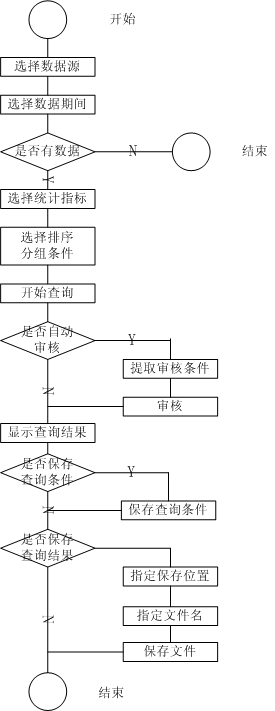 开始
选择数据源
选择数据期间
是否有数据
N
结束
Y
选择统计指标
选择排序
分组条件
开始查询
是否自动
审核
Y
提取审核条件
N
审核
显示查询结果
是否保存
查询条件
Y
N
保存查询条件
是否保存
查询结果
指定保存位置
指定文件名
N
保存文件
结束